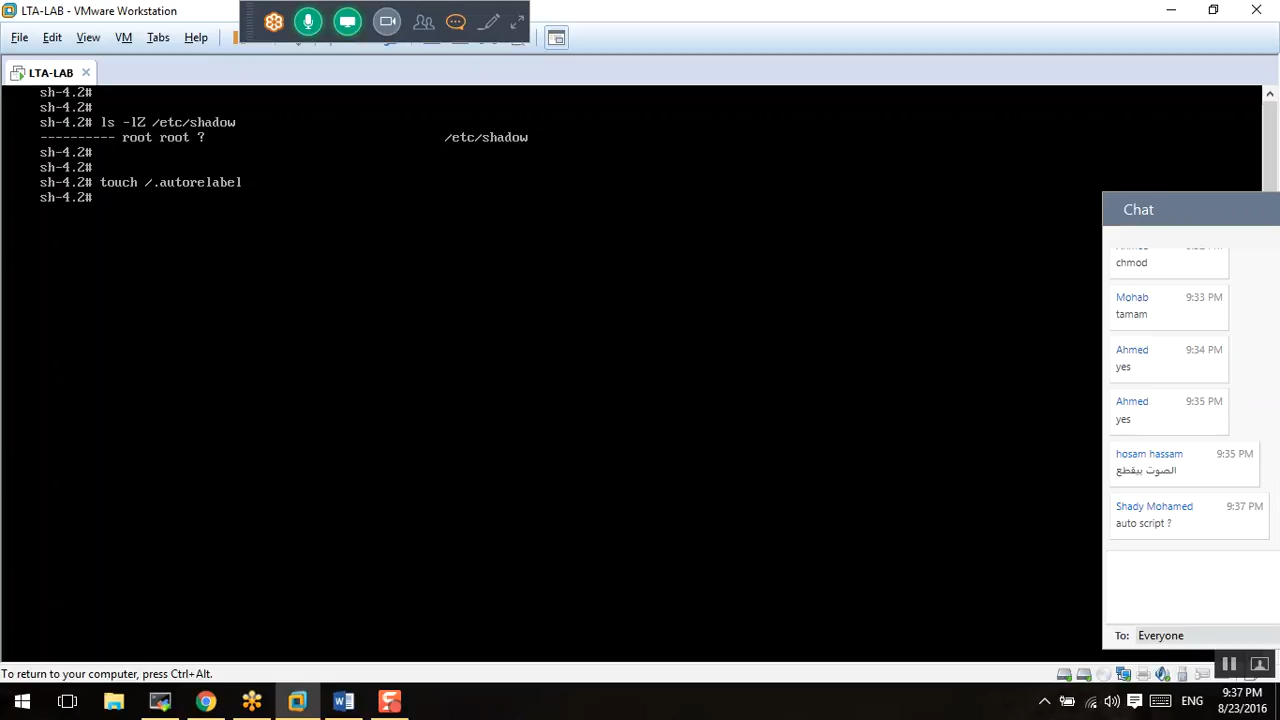 LTA-LAB - VMware Workstation
File Edit View VM Tabs Help
LTA-LAB
sh-4.2#
sh-4.2#
sh-4.2# ls -lZ /etc/shadow
---------- root root ? /etc/shadow
sh-4.2#
sh-4.2#
sh-4.2# touch /.autorelabel
sh-4.2#
Chat
chmod
Mohab 9:33 PM
tamam
Ahmed 9:34 PM
yes
Ahmed 9:35 PM
yes
hosam hassam 9:35 PM
الصوت بيقطع
Shady Mohamed 9:37 PM
auto script ?
To: Everyone
To return to your computer, press Ctrl+Alt.
ENG
9:37 PM
8/23/2016